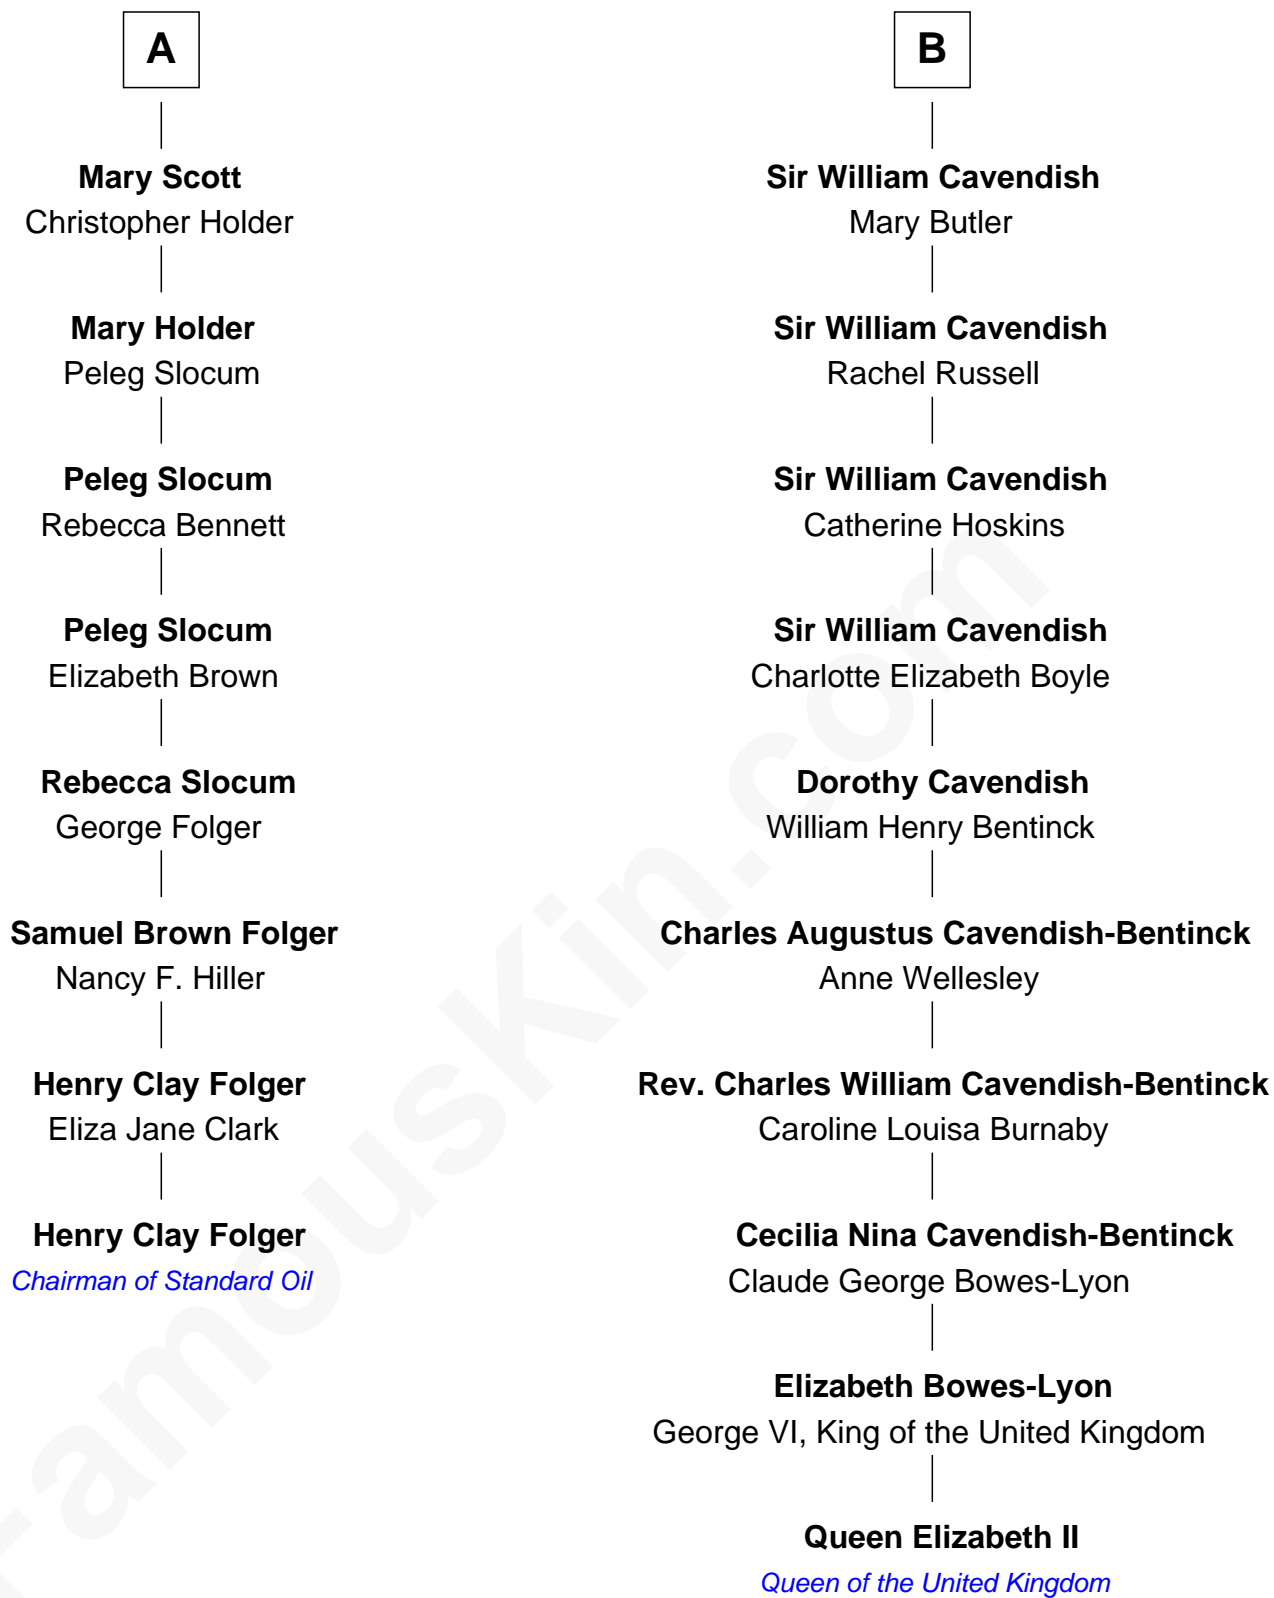 A
Mary Scott
Christopher Holder
Mary Holder
Peleg Slocum
Peleg Slocum
Rebecca Bennett
Peleg Slocum
Elizabeth Brown
Rebecca Slocum
George Folger
Samuel Brown Folger
Nancy F. Hiller
Henry Clay Folger
Eliza Jane Clark
Henry Clay Folger
Chairman of Standard Oil
B
Sir William Cavendish
Mary Butler
Sir William Cavendish
Rachel Russell
Sir William Cavendish
Catherine Hoskins
Sir William Cavendish
Charlotte Elizabeth Boyle
Dorothy Cavendish
William Henry Bentinck
Charles Augustus Cavendish-Bentinck
Anne Wellesley
Rev. Charles William Cavendish-Bentinck
Caroline Louisa Burnaby
Cecilia Nina Cavendish-Bentinck
Claude George Bowes-Lyon
Elizabeth Bowes-Lyon
George VI, King of the United Kingdom
Queen Elizabeth II
Queen of the United Kingdom
FamousKin.com